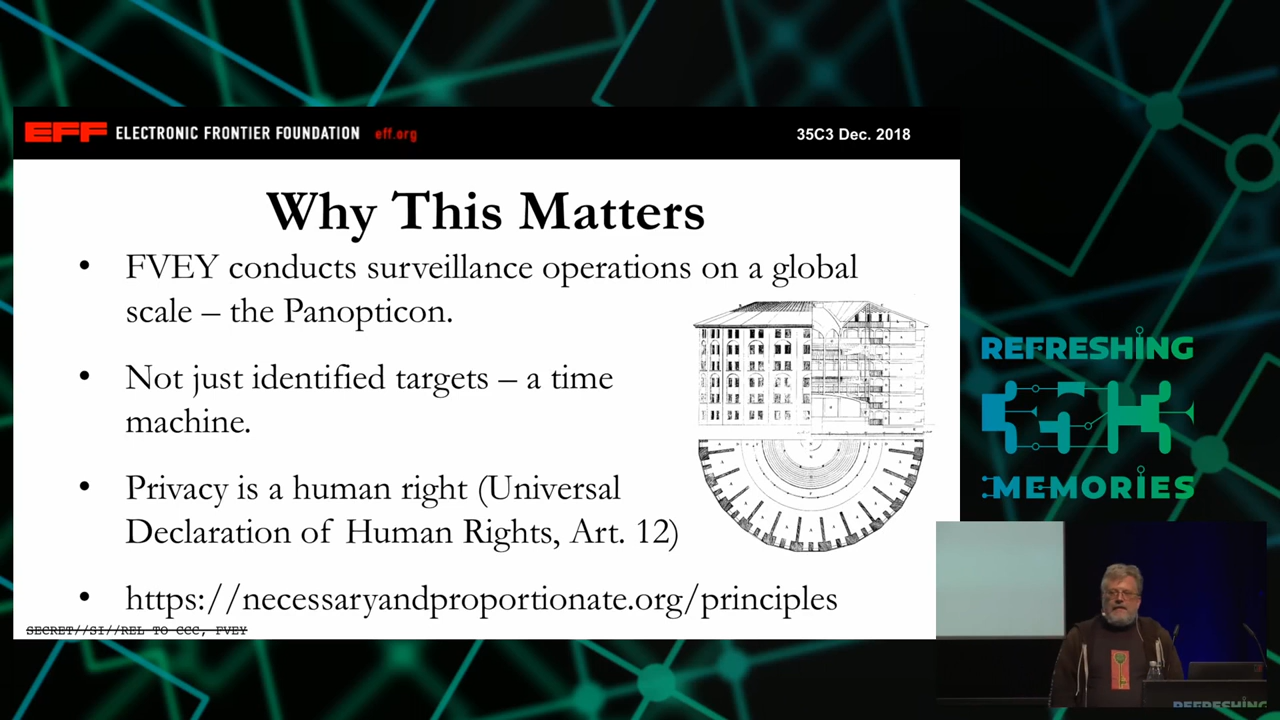 EFF ELECTRONIC FRONTIER FOUNDATION eff.org
35C3 Dec. 2018
Why This Matters
• FVEY conducts surveillance operations on a global
scale – the Panopticon.
• Not just identified targets – a time
machine.
• Privacy is a human right (Universal
Declaration of Human Rights, Art. 12)
• https://necessaryandproportionate.org/principles
SECRET//SI//REL TO CCC, FVEY
REFRESHING
MEMORIES
REFRESHING